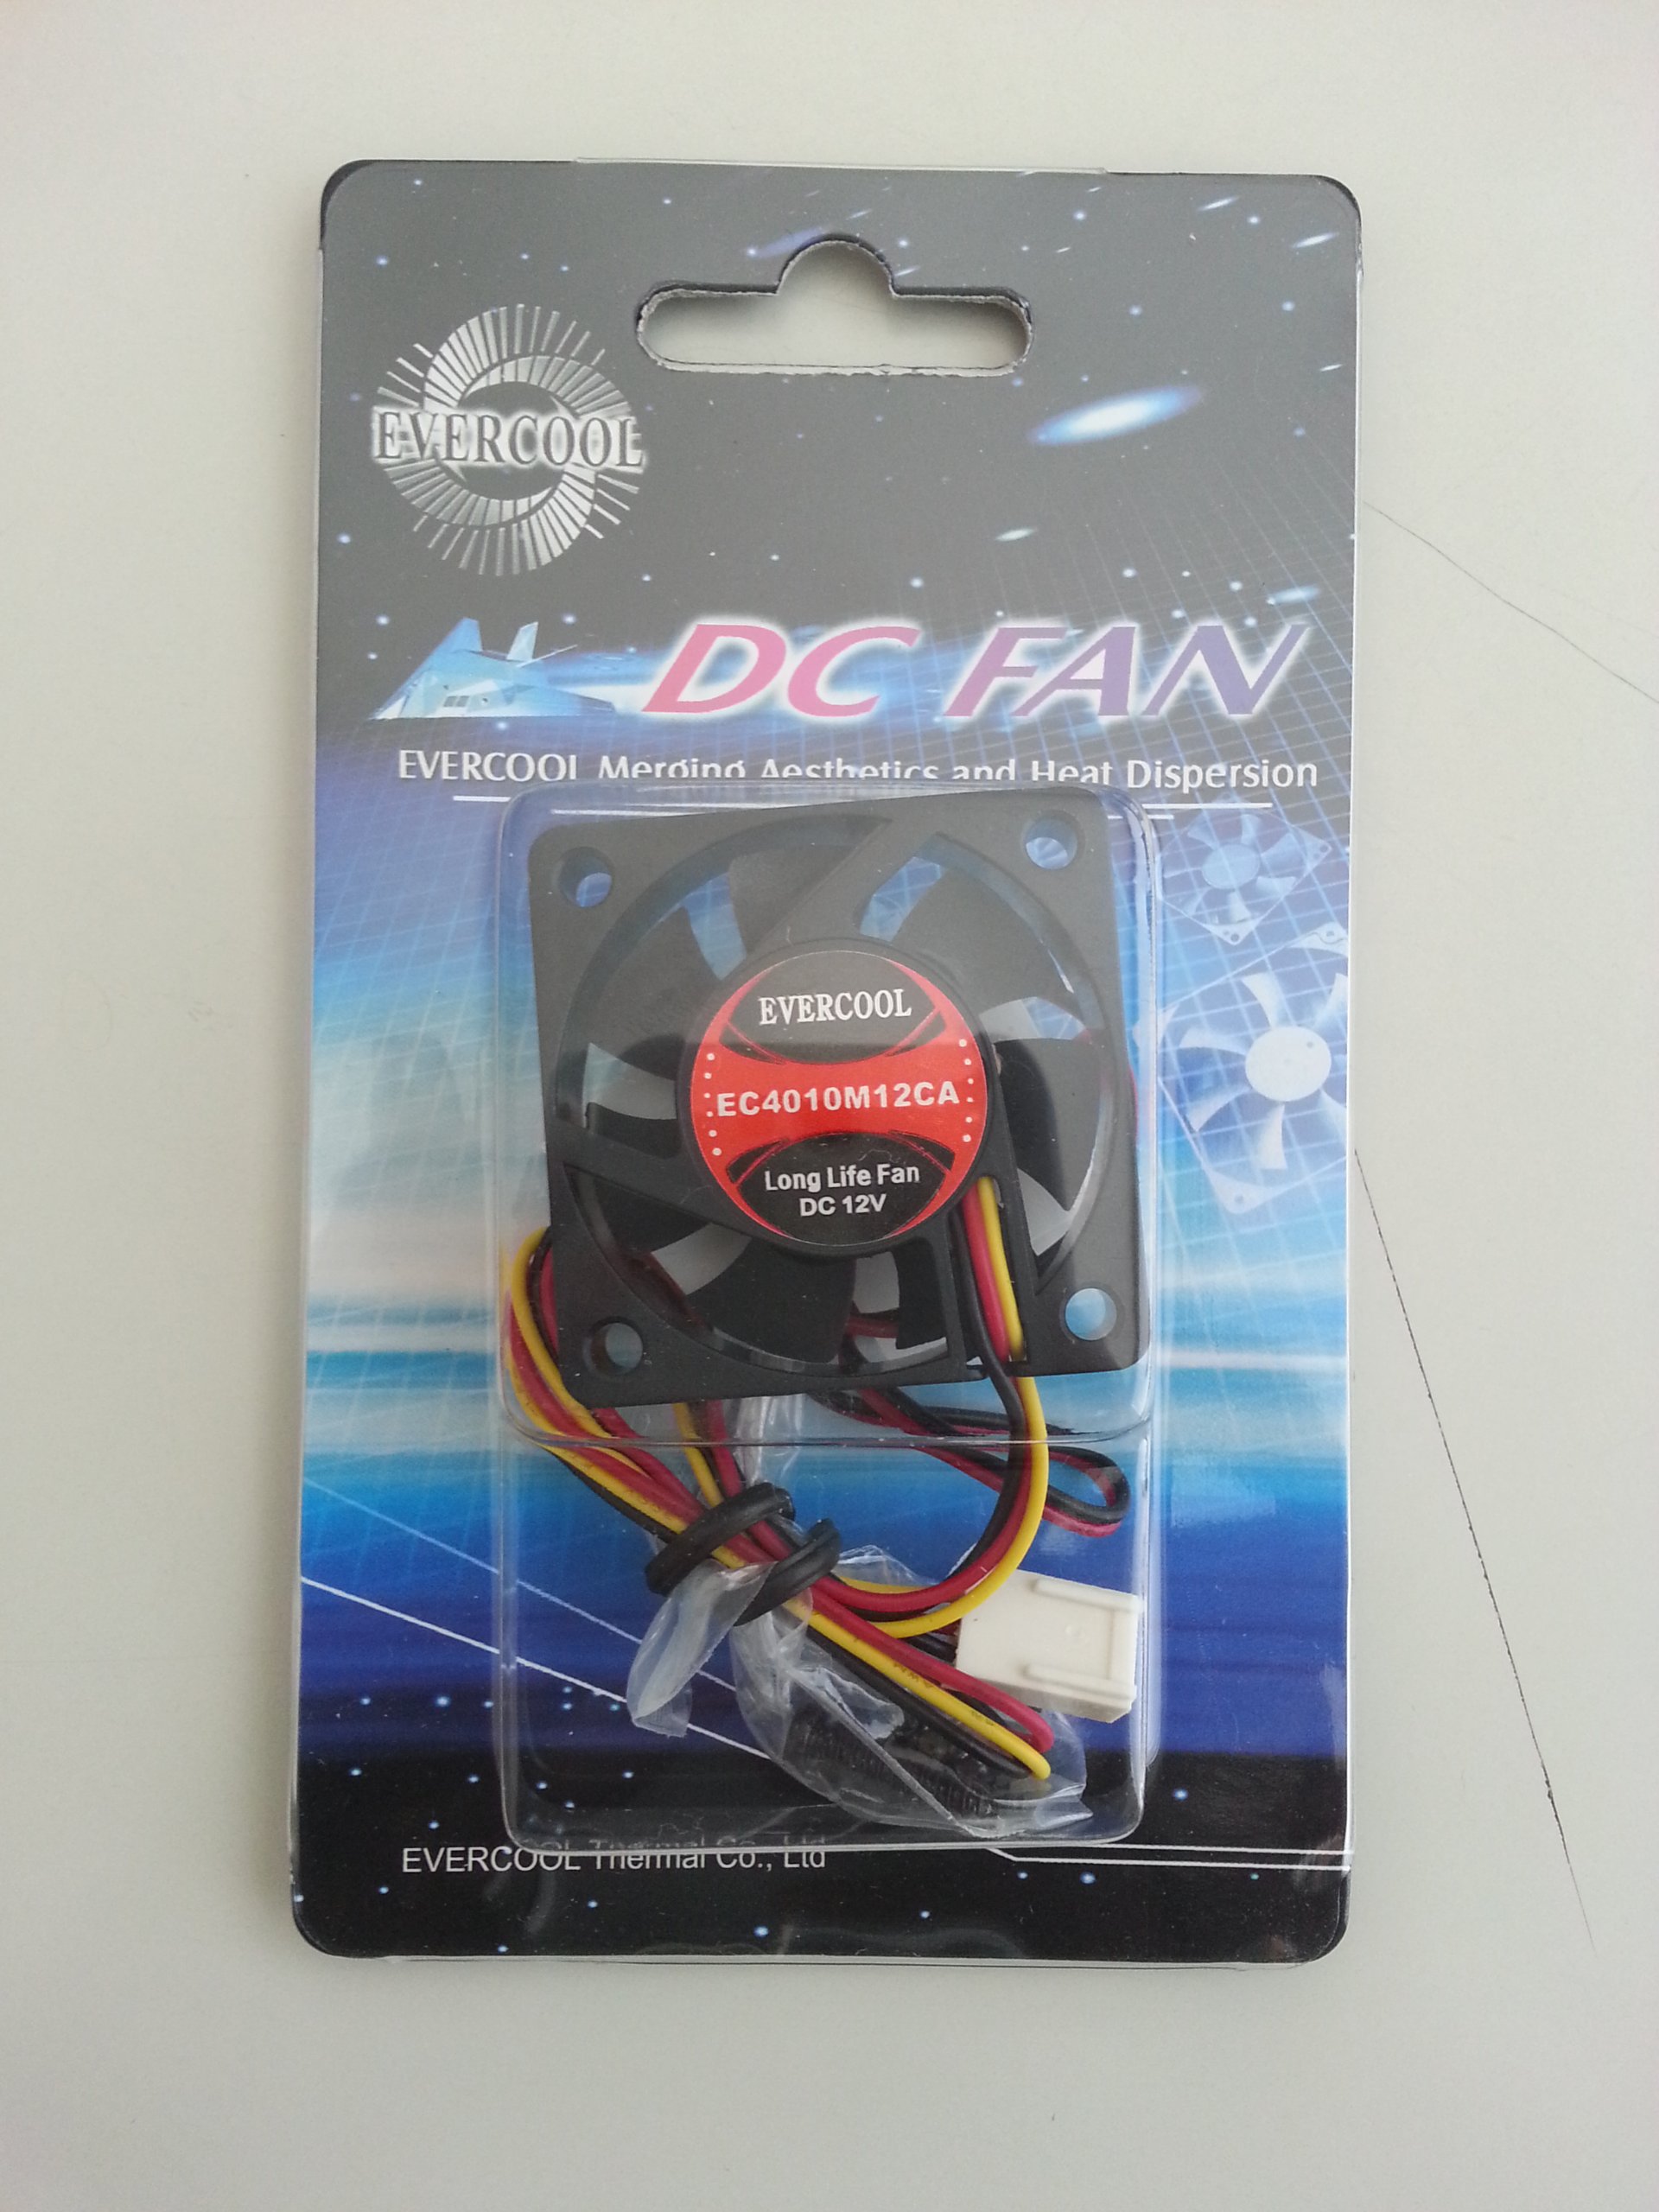 EVERCOOL
DC FAN
EVERCOOL Merging Aesthetics and Heat Dispersion
EVERCOOL
EC4010M12CA
Long Life Fan
DC 12V
EVERCOOL Thermal Co., Ltd